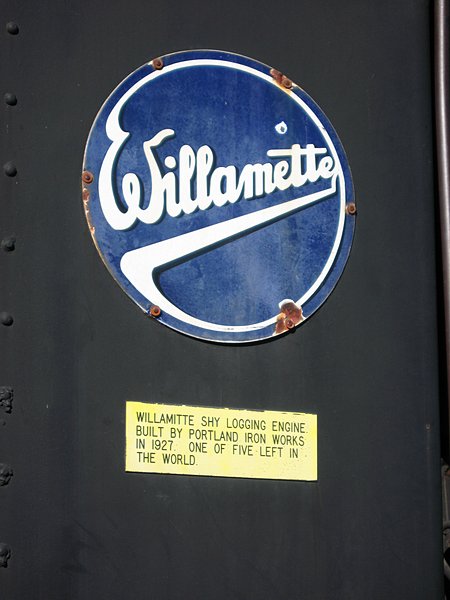 Willamette
WILLAMITTE SHY LOGGING ENGINE.
BUILT BY PORTLAND IRON WORKS
IN 1927. ONE OF FIVE LEFT IN
THE WORLD.